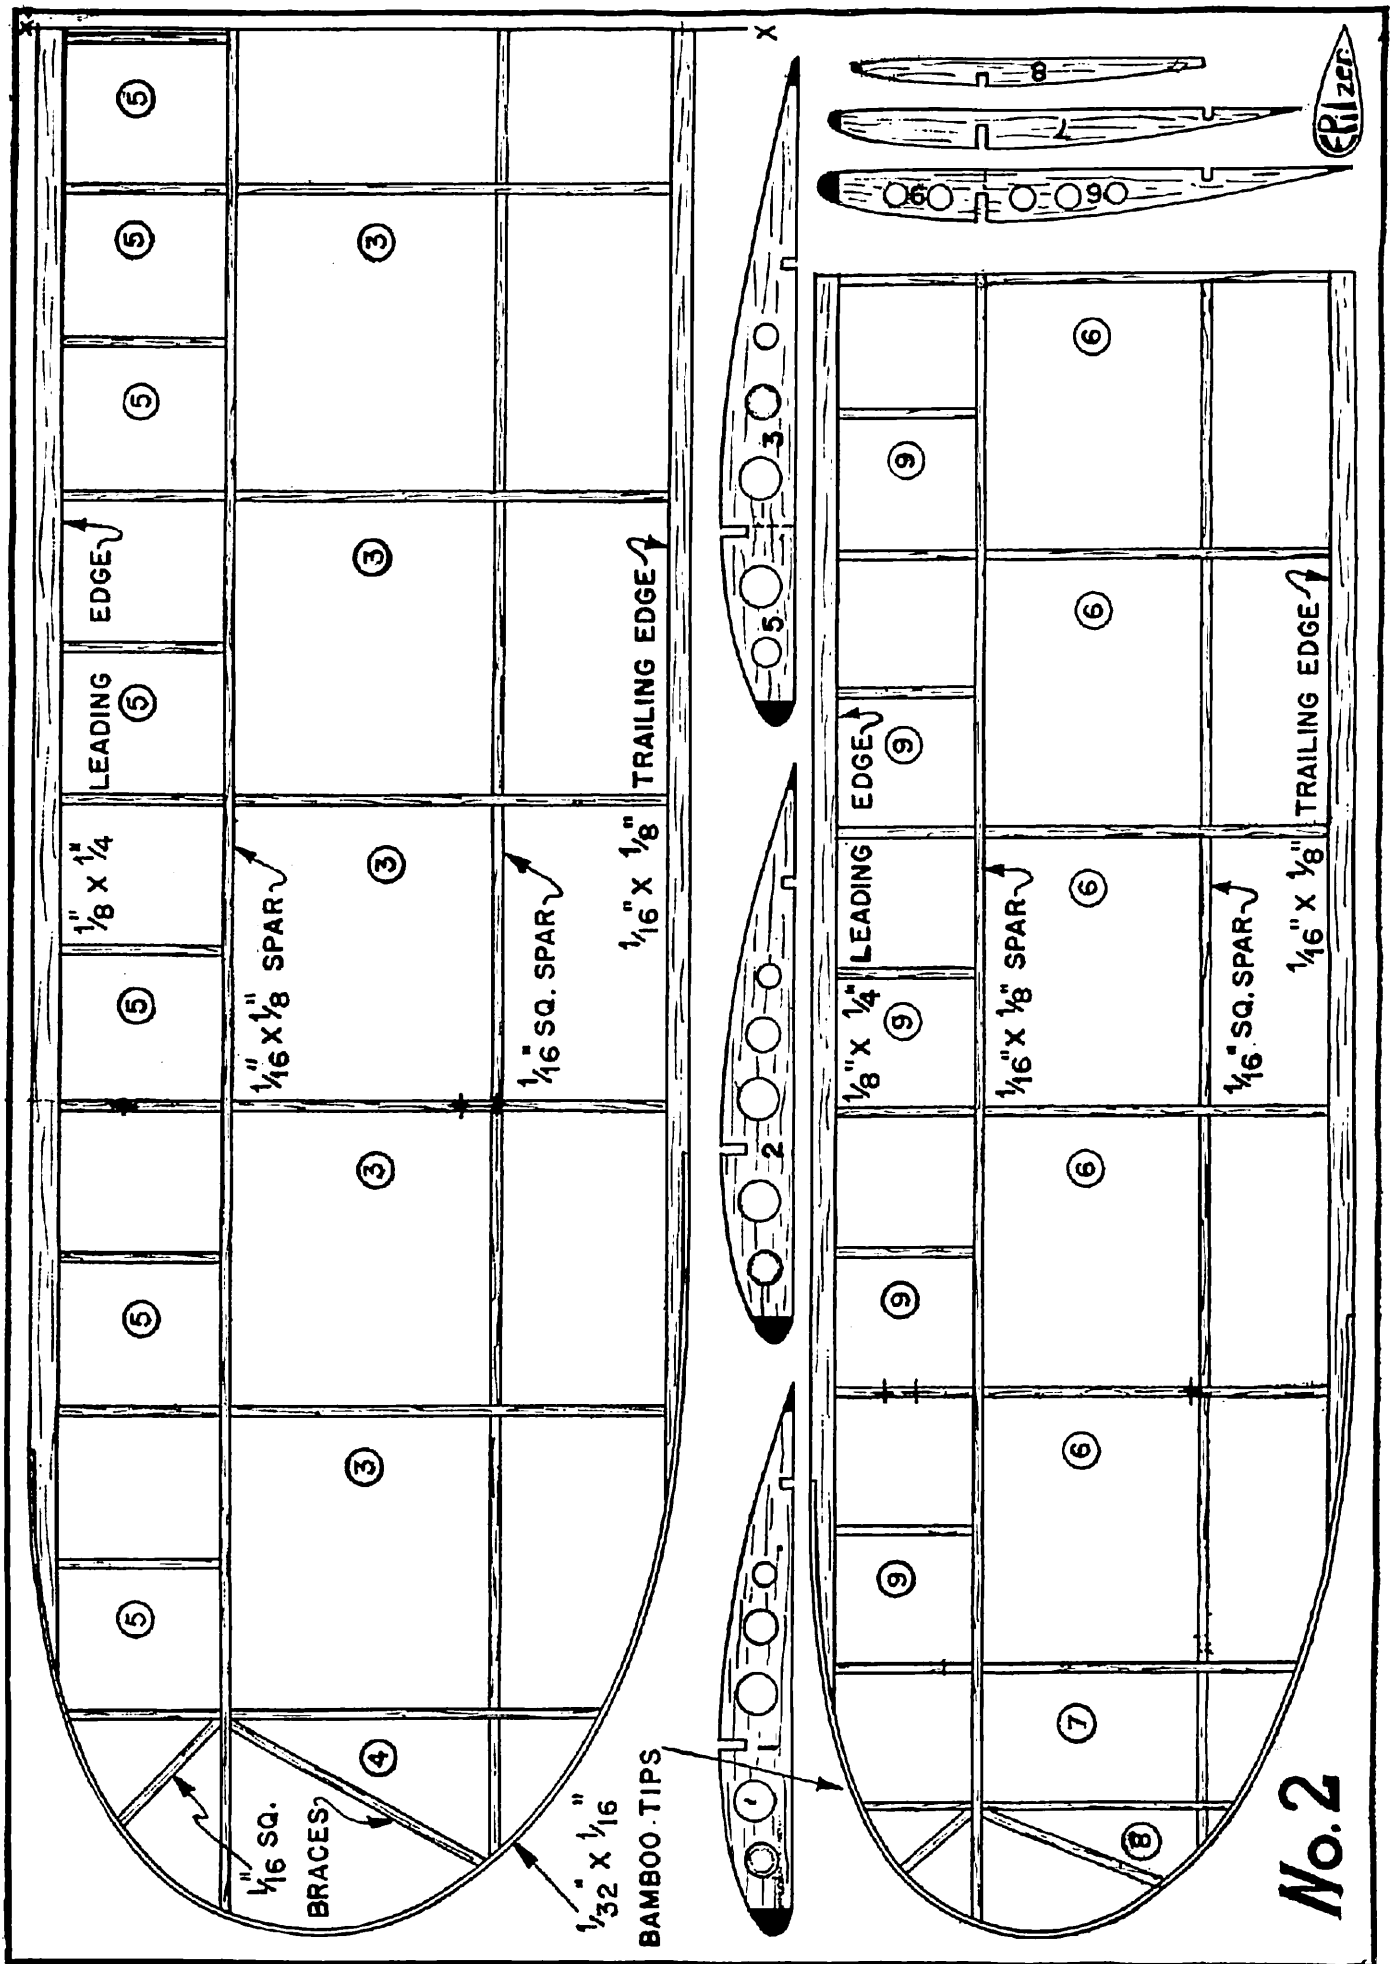 X
1/8" X 1/4" LEADING EDGE
5 5 5 5 5 5 5
1/16" SQ.
BRACES
1/16" X 1/8" SPAR
4 3 3 3 3 3
1/16" SQ. SPAR
1/32" X 1/16"
BAMBOO-TIPS
1/16" X 1/8" TRAILING EDGE
X
1 2 5 3
1/8" X 1/4" LEADING EDGE
9 9 9 9 9
1/16" X 1/8" SPAR
8 7 6 6 6 6 6
1/16" SQ. SPAR
1/16" X 1/8" TRAILING EDGE
8
7
9 6
No. 2